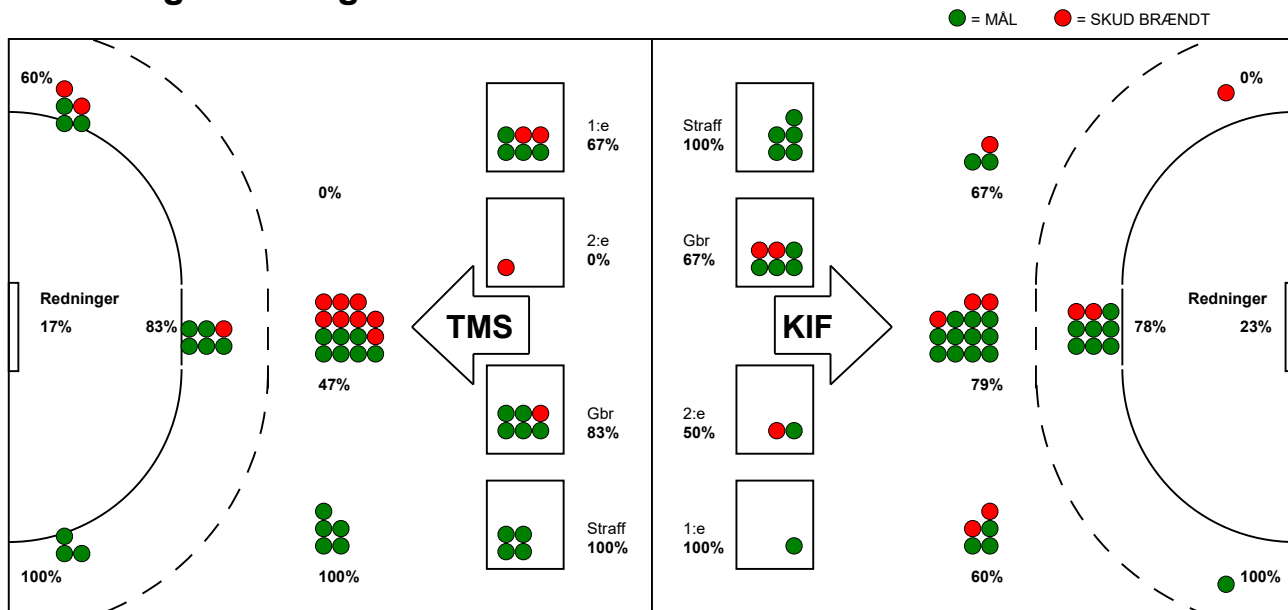 = MÅL
= SKUD BRÆNDT
60%
0%
1:e
67%
Straff
100%
0%
67%
2:e
0%
Gbr
67%
Redninger
17%
83%
TMS
KIF
78%
Redninger
23%
47%
79%
Gbr
83%
2:e
50%
Straff
100%
1:e
100%
100%
100%
60%
100%